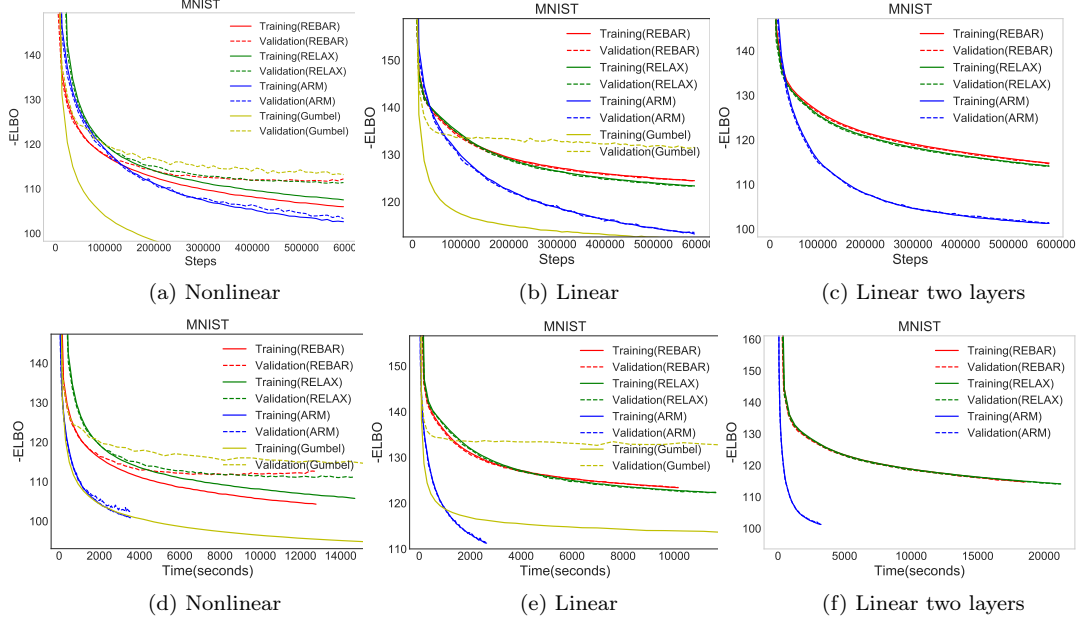 MNIST
-ELBO
140
130
120
110
100
Training(REBAR)
Validation(REBAR)
Training(RELAX)
Validation(RELAX)
Training(ARM)
Validation(ARM)
Training(Gumbel)
Validation(Gumbel)
0 100000 200000 300000 400000 500000 60000
Steps
(a) Nonlinear
MNIST
-ELBO
150
140
130
120
Training(REBAR)
Validation(REBAR)
Training(RELAX)
Validation(RELAX)
Training(ARM)
Validation(ARM)
Training(Gumbel)
Validation(Gumbel)
0 100000 200000 300000 400000 500000 600000
Steps
(b) Linear
MNIST
-ELBO
140
130
120
110
100
Training(REBAR)
Validation(REBAR)
Training(RELAX)
Validation(RELAX)
Training(ARM)
Validation(ARM)
0 100000 200000 300000 400000 500000 600000
Steps
(c) Linear two layers
MNIST
-ELBO
140
130
120
110
100
Training(REBAR)
Validation(REBAR)
Training(RELAX)
Validation(RELAX)
Training(ARM)
Validation(ARM)
Training(Gumbel)
Validation(Gumbel)
0 2000 4000 6000 8000 10000 12000 14000
Time(seconds)
(d) Nonlinear
MNIST
-ELBO
150
140
130
120
110
Training(REBAR)
Validation(REBAR)
Training(RELAX)
Validation(RELAX)
Training(ARM)
Validation(ARM)
Training(Gumbel)
Validation(Gumbel)
0 2000 4000 6000 8000 10000
Time(seconds)
(e) Linear
MNIST
-ELBO
160
150
140
130
120
110
100
Training(REBAR)
Validation(REBAR)
Training(RELAX)
Validation(RELAX)
Training(ARM)
Validation(ARM)
0 5000 10000 15000 20000
Time(seconds)
(f) Linear two layers